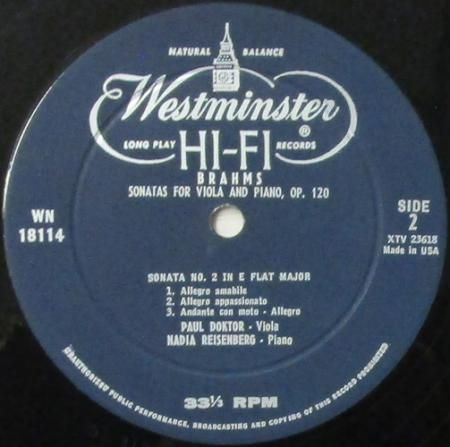 NATURAL BALANCE
Westminster ®
LONG PLAY HI-FI RECORDS
BRAHMS
SONATAS FOR VIOLA AND PIANO, OP. 120
WN
18114
SIDE
2
XTV 23618
Made in USA
SONATA NO. 2 IN E FLAT MAJOR
1. Allegro amabile
2. Allegro appassionato
3. Andante con moto - Allegro
PAUL DOKTOR - Viola
NADIA REISENBERG - Piano
33⅓ RPM
UNAUTHORIZED PUBLIC PERFORMANCE, BROADCASTING AND COPYING OF THIS RECORD PROHIBITED